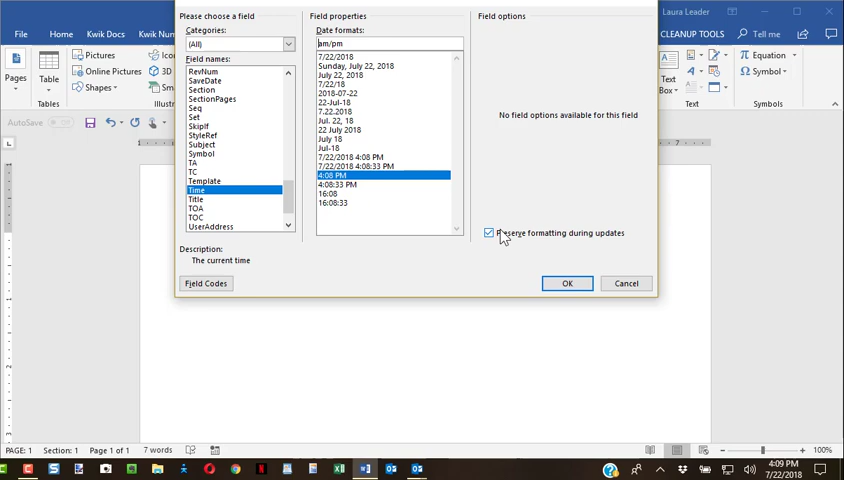 Laura Leader
File
Home
Kwik Docs
Kwik Num
CLEANUP TOOLS
Tell me
Pages
Table
Tables
Pictures
Online Pictures
Shapes
3D
Text
Box
Equation
Symbol
Symbols
AutoSave
Off
Please choose a field
Categories:
(All)
Field names:
RevNum
SaveDate
Section
SectionPages
Seq
Set
SkipIf
StyleRef
Subject
Symbol
TA
TC
Template
Time
Title
TOA
TOC
UserAddress
Field properties
Date formats:
am/pm
7/22/2018
Sunday, July 22, 2018
July 22, 2018
7/22/18
2018-07-22
22-Jul-18
7.22.2018
Jul. 22, 18
22 July 2018
July 18
Jul-18
7/22/2018 4:08 PM
7/22/2018 4:08:33 PM
4:08 PM
4:08:33 PM
16:08
16:08:33
Field options
No field options available for this field
Preserve formatting during updates
Description:
The current time
Field Codes
OK
Cancel
7
PAGE: 1
Section: 1
Page 1 of 1
7 words
100%
4:09 PM
7/22/2018